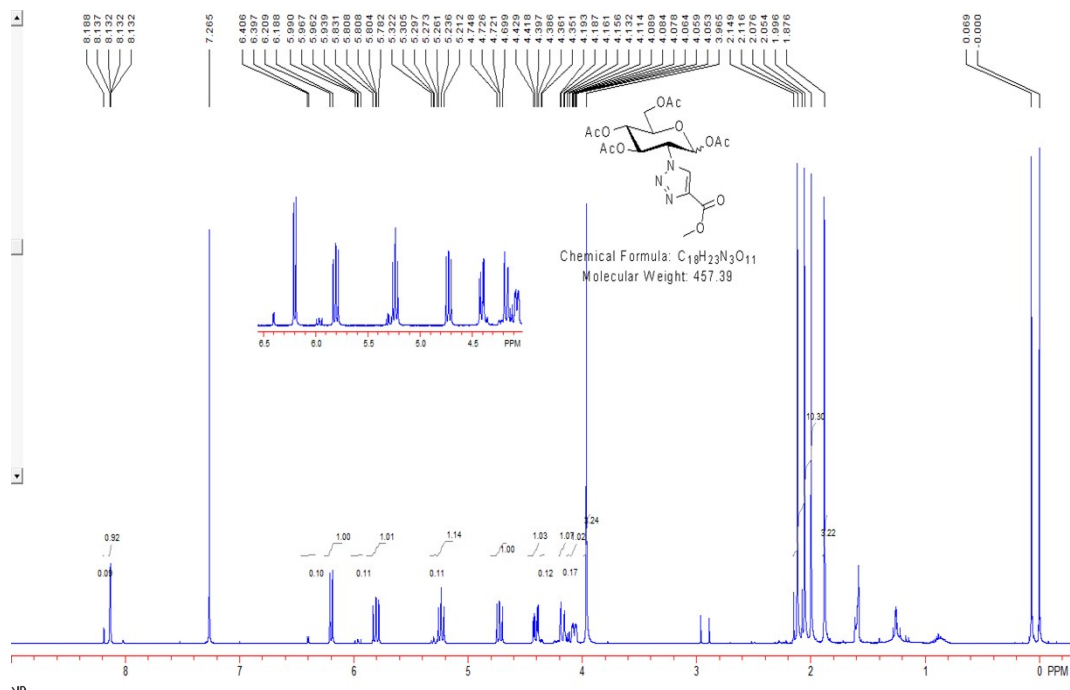 8.188 8.137 8.132 8.132 8.132 7.265 6.406 6.397 6.209 6.188 5.990 5.967 5.962 5.939 5.831 5.808 5.808 5.804 5.782 5.322 5.305 5.297 5.273 5.261 5.236 5.212 4.748 4.726 4.721 4.699 4.429 4.418 4.397 4.386 4.361 4.351 4.193 4.187 4.161 4.156 4.132 4.114 4.089 4.084 4.078 4.064 4.059 4.053 3.965 2.149 2.116 2.076 2.054 1.996 1.876 0.069 -0.000
OAc
AcO O
AcO OAc
N
N
N
O
O
Chemical Formula: C18H23N3O11
Molecular Weight: 457.39
6.5 6.0 5.5 5.0 4.5 PPM
10.30
0.92 1.00 1.01 1.14 1.00 1.03 1.07 1.02 3.24 3.22
0.09 0.10 0.11 0.11 0.12 0.17
8 7 6 5 4 3 2 1 0 PPM